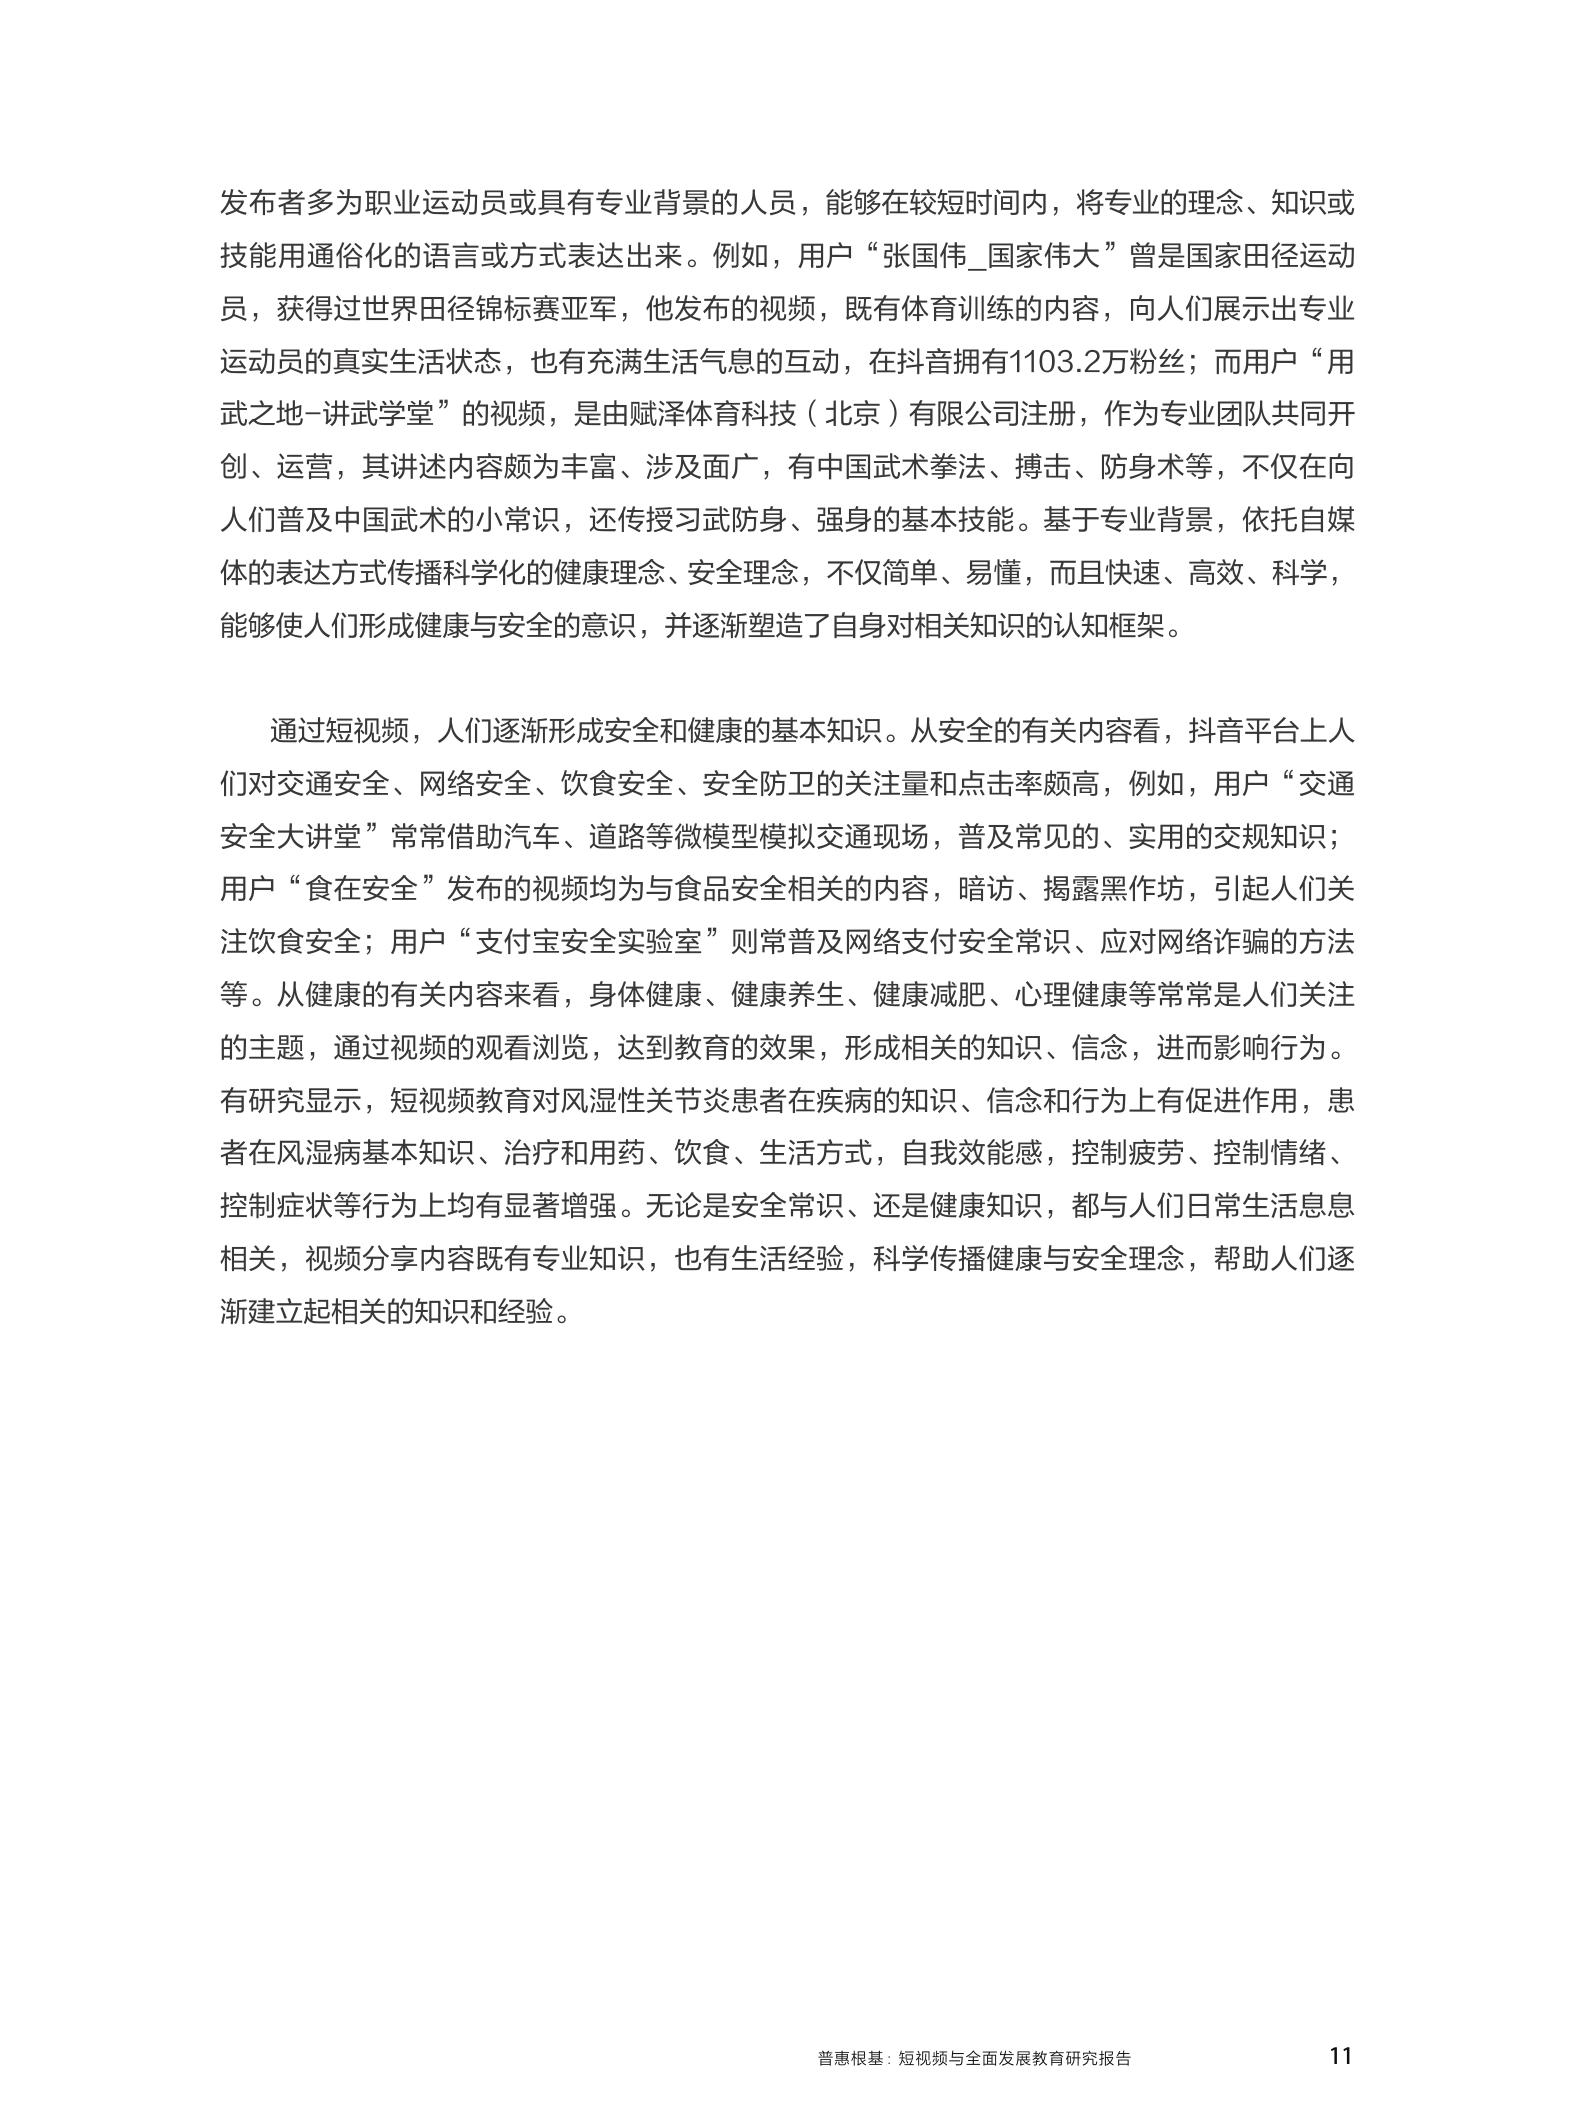 发布者多为职业运动员或具有专业背景的人员，能够在较短时间内，将专业的理念、知识或
技能用通俗化的语言或方式表达出来。例如，用户“张国伟_国家伟大”曾是国家田径运动
员，获得过世界田径锦标赛亚军，他发布的视频，既有体育训练的内容，向人们展示出专业
运动员的真实生活状态，也有充满生活气息的互动，在抖音拥有1103.2万粉丝；而用户“用
武之地-讲武学堂”的视频，是由赋泽体育科技（北京）有限公司注册，作为专业团队共同开
创、运营，其讲述内容颇为丰富、涉及面广，有中国武术拳法、搏击、防身术等，不仅在向
人们普及中国武术的小常识，还传授习武防身、强身的基本技能。基于专业背景，依托自媒
体的表达方式传播科学化的健康理念、安全理念，不仅简单、易懂，而且快速、高效、科学，
能够使人们形成健康与安全的意识，并逐渐塑造了自身对相关知识的认知框架。
通过短视频，人们逐渐形成安全和健康的基本知识。从安全的有关内容看，抖音平台上人
们对交通安全、网络安全、饮食安全、安全防卫的关注量和点击率颇高，例如，用户“交通
安全大讲堂”常常借助汽车、道路等微模型模拟交通现场，普及常见的、实用的交规知识；
用户“食在安全”发布的视频均为与食品安全相关的内容，暗访、揭露黑作坊，引起人们关
注饮食安全；用户“支付宝安全实验室”则常普及网络支付安全常识、应对网络诈骗的方法
等。从健康的有关内容来看，身体健康、健康养生、健康减肥、心理健康等常常是人们关注
的主题，通过视频的观看浏览，达到教育的效果，形成相关的知识、信念，进而影响行为。
有研究显示，短视频教育对风湿性关节炎患者在疾病的知识、信念和行为上有促进作用，患
者在风湿病基本知识、治疗和用药、饮食、生活方式，自我效能感，控制疲劳、控制情绪、
控制症状等行为上均有显著增强。无论是安全常识、还是健康知识，都与人们日常生活息息
相关，视频分享内容既有专业知识，也有生活经验，科学传播健康与安全理念，帮助人们逐
渐建立起相关的知识和经验。
普惠根基：短视频与全面发展教育研究报告 11